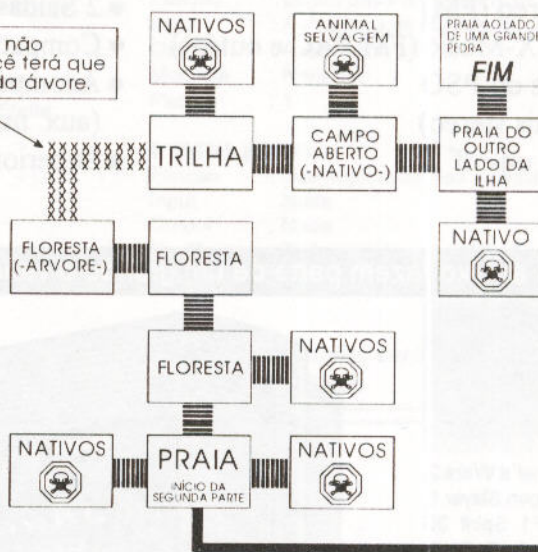 não
cê terá que
da árvore.
NATIVOS
ANIMAL
SELVAGEM
PRAIA AO LADO
DE UMA GRANDE
PEDRA
FIM
TRILHA
CAMPO
ABERTO
(-NATIVO-)
PRAIA DO
OUTRO
LADO DA
ILHA
FLORESTA
(-ARVORE-)
FLORESTA
NATIVO
FLORESTA
NATIVOS
NATIVOS
PRAIA
INÍCIO DA
SEGUNDA PARTE
NATIVOS